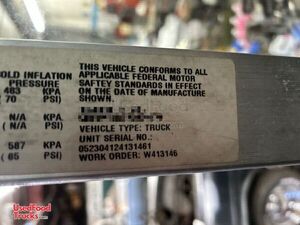 OLD INFLATION
PRESSURE
463 KPA
( 70 PSI)
N/A KPA
( N/A PSI)
587 KPA
( 85 PSI)
THIS VEHICLE CONFORMS TO ALL
APPLICABLE FEDERAL MOTOR
SAFTEY STANDARDS IN EFFECT
ON THE DATE OF MANUFACTURE
SHOWN.
VEHICLE TYPE: TRUCK
UNIT SERIAL NO:
052304124131461
WORK ORDER: W413146
UsedFood
Trucks.com